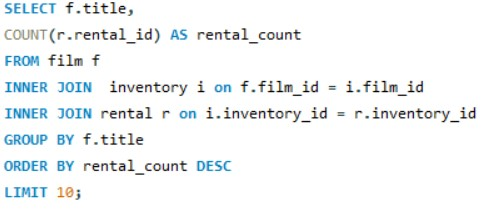 SELECT f.title,
COUNT(r.rental_id) AS rental_count
FROM film f
INNER JOIN  inventory i on f.film_id = i.film_id
INNER JOIN rental r on i.inventory_id = r.inventory_id
GROUP BY f.title
ORDER BY rental_count DESC
LIMIT 10;